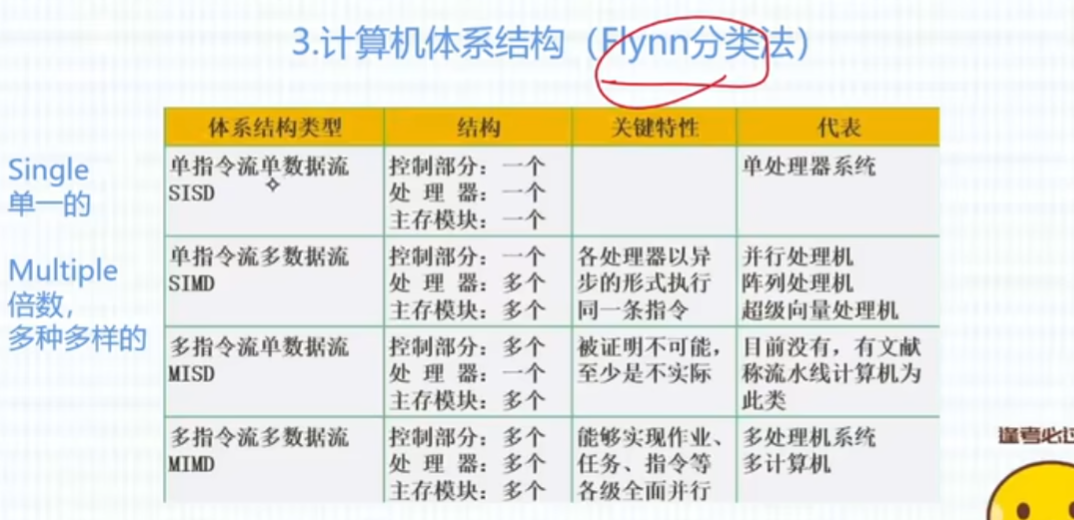 3.计算机体系结构（Flynn分类法）
体系结构类型 结构 关键特性 代表
Single
单一的
单指令流单数据流
SISD
控制部分：一个
处 理 器：一个
主存模块：一个
单处理器系统
Multiple
倍数，
多种多样的
单指令流多数据流
SIMD
控制部分：一个
处 理 器：多个
主存模块：多个
各处理器以异
步的形式执行
同一条指令
并行处理机
阵列处理机
超级向量处理机
多指令流单数据流
MISD
控制部分：多个
处 理 器：一个
主存模块：多个
被证明不可能，
至少是不实际
目前没有，有文献
称流水线计算机为
此类
多指令流多数据流
MIMD
控制部分：多个
处 理 器：多个
主存模块：多个
能够实现作业、
任务、指令等
各级全面并行
多处理机系统
多计算机
逢考必过